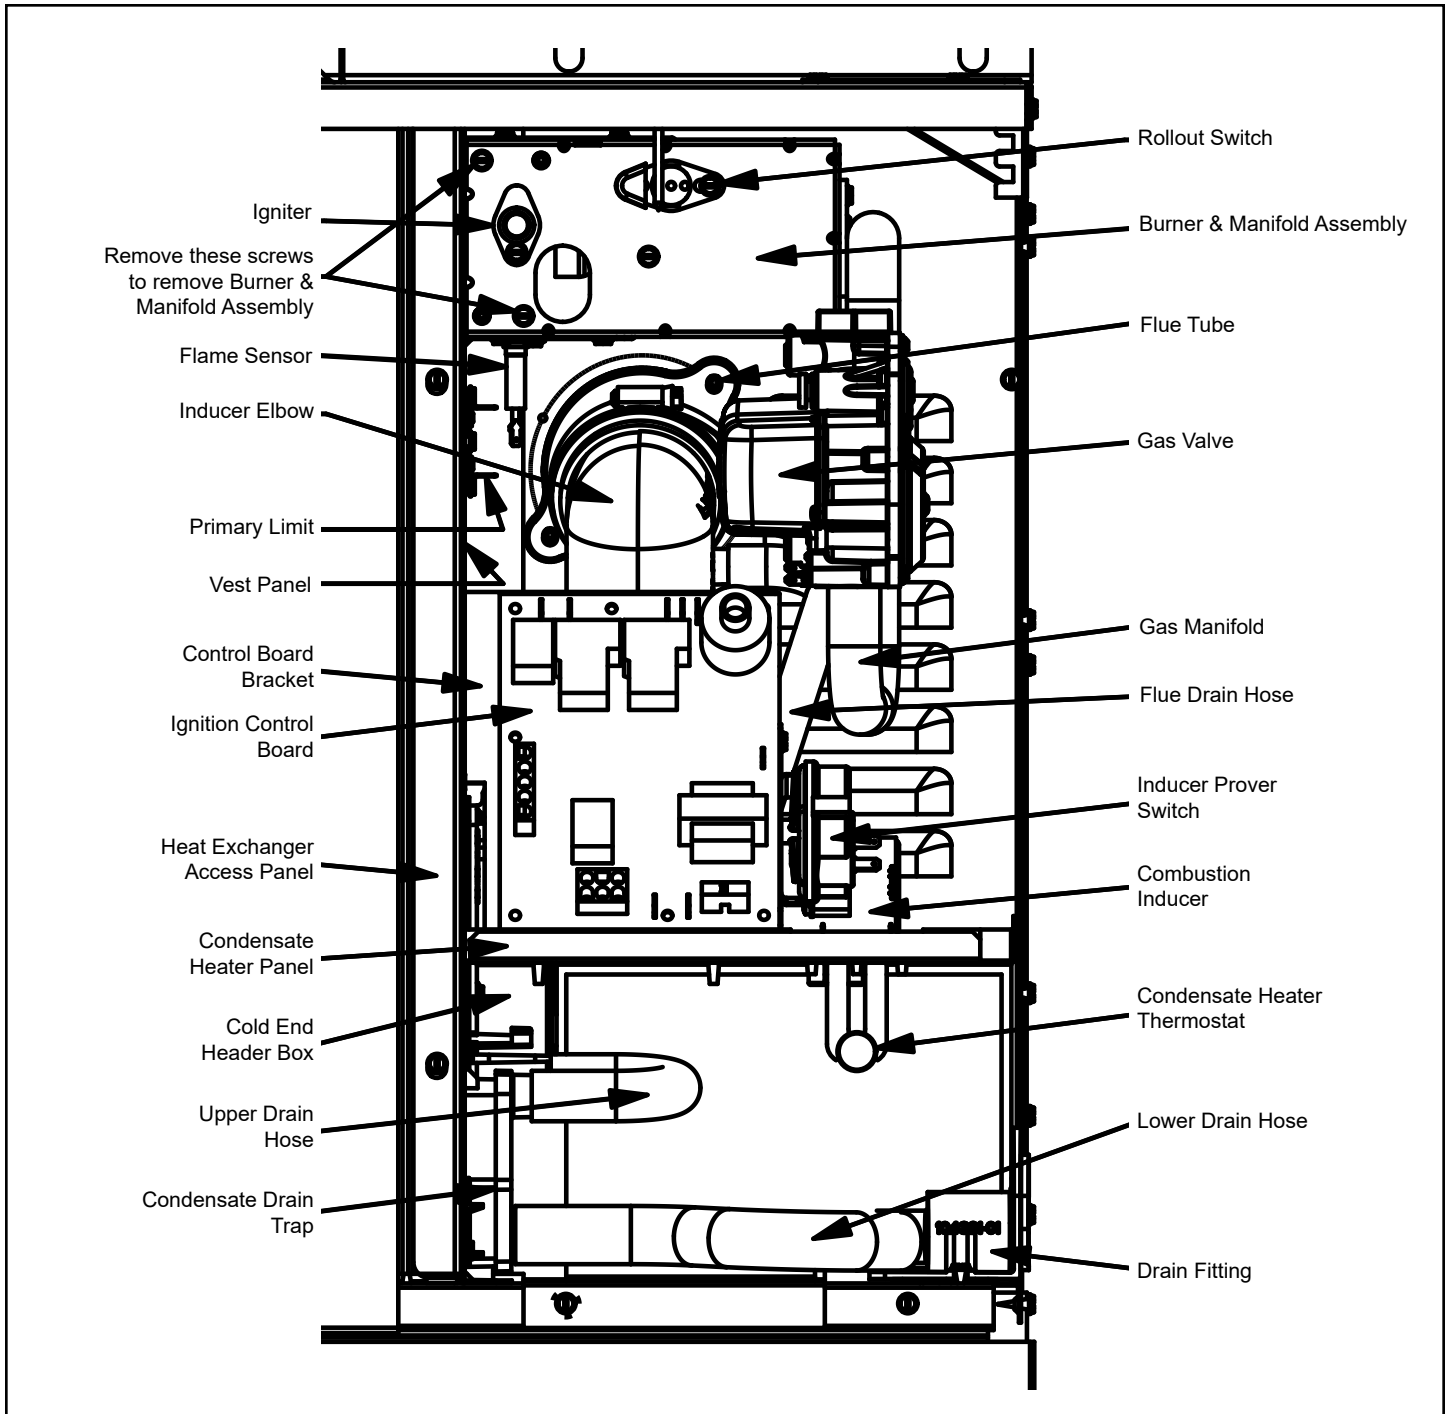 Igniter
Remove these screws
to remove Burner &
Manifold Assembly
Flame Sensor
Inducer Elbow
Primary Limit
Vest Panel
Control Board
Bracket
Ignition Control
Board
Heat Exchanger
Access Panel
Condensate
Heater Panel
Cold End
Header Box
Upper Drain
Hose
Condensate Drain
Trap
Rollout Switch
Burner & Manifold Assembly
Flue Tube
Gas Valve
Gas Manifold
Flue Drain Hose
Inducer Prover
Switch
Combustion
Inducer
Condensate Heater
Thermostat
Lower Drain Hose
Drain Fitting